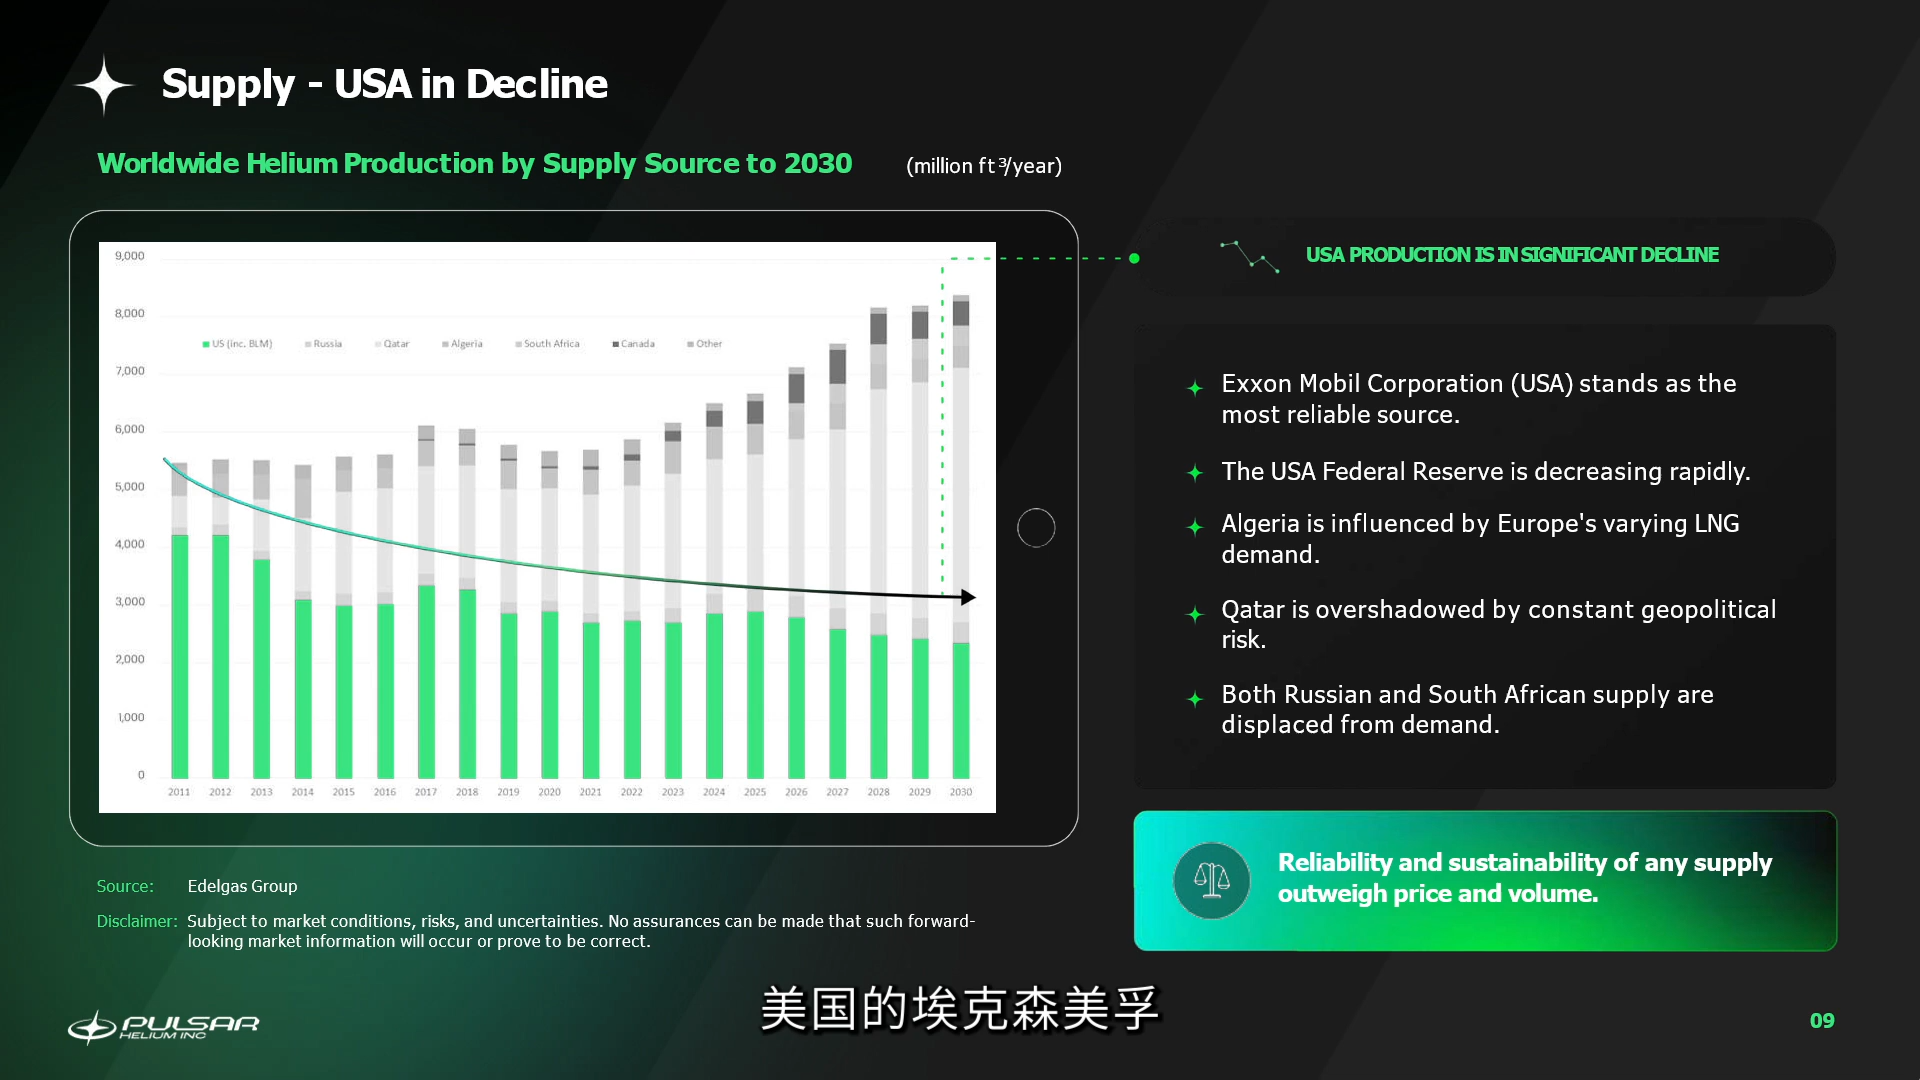 Supply - USA in Decline
Worldwide Helium Production by Supply Source to 2030 (million ft³/year)
9,000
8,000
7,000
6,000
5,000
4,000
3,000
2,000
1,000
0
US (inc. BLM) Russia Qatar Algeria South Africa Canada Other
2011 2012 2013 2014 2015 2016 2017 2018 2019 2020 2021 2022 2023 2024 2025 2026 2027 2028 2029 2030
USA PRODUCTION IS IN SIGNIFICANT DECLINE
Exxon Mobil Corporation (USA) stands as the
most reliable source.
The USA Federal Reserve is decreasing rapidly.
Algeria is influenced by Europe's varying LNG
demand.
Qatar is overshadowed by constant geopolitical
risk.
Both Russian and South African supply are
displaced from demand.
Reliability and sustainability of any supply
outweigh price and volume.
Source: Edelgas Group
Disclaimer: Subject to market conditions, risks, and uncertainties. No assurances can be made that such forward-
looking market information will occur or prove to be correct.
美国的埃克森美孚
PULSAR
HELIUM INC
09